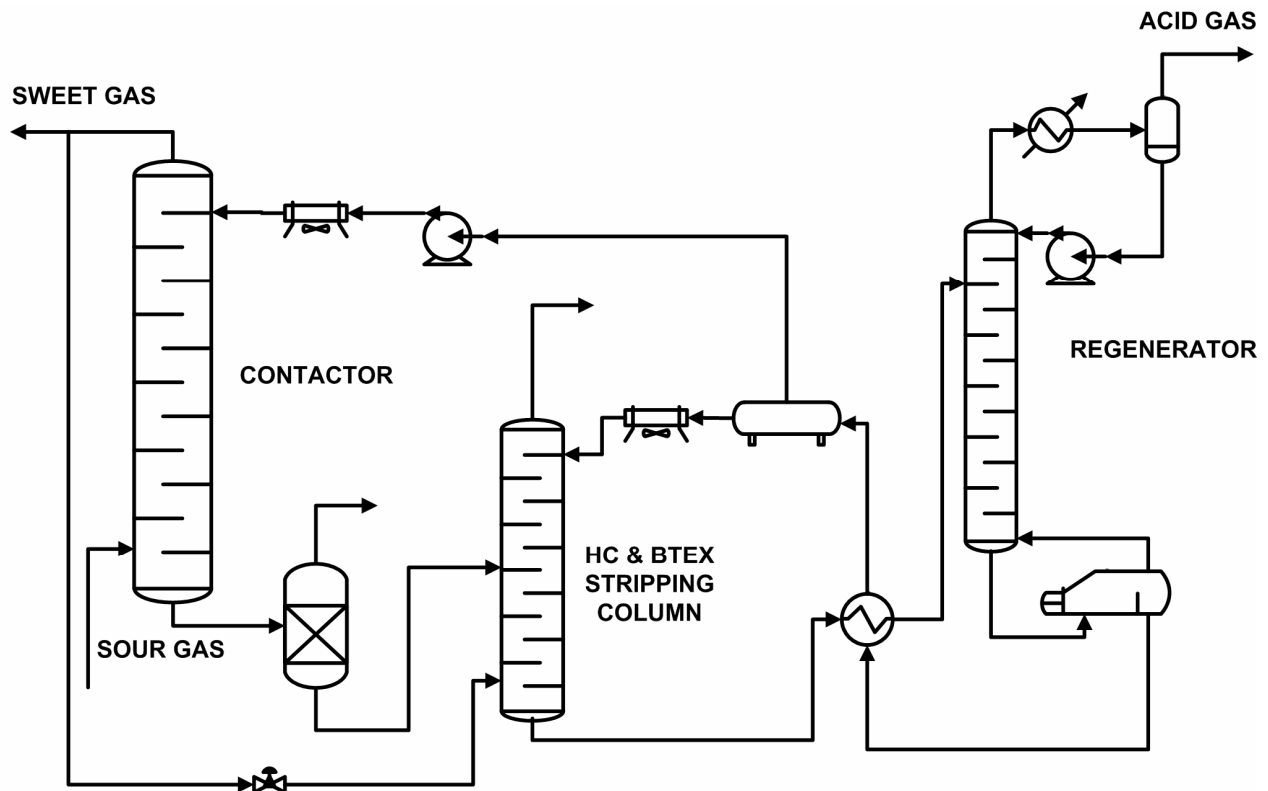 ACID GAS
SWEET GAS
REGENERATOR
CONTACTOR
HC & BTEX
STRIPPING
COLUMN
SOUR GAS